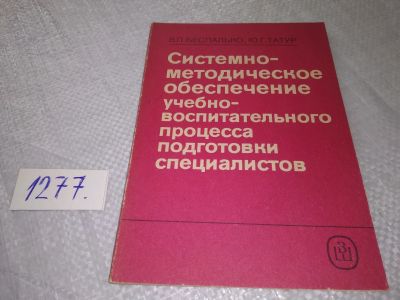 В.П. БЕСПАЛЬКО, Ю.Г. ТАТУР
Системно-
методическое
обеспечение
учебно-
воспитательного
процесса
подготовки
специалистов
1277.